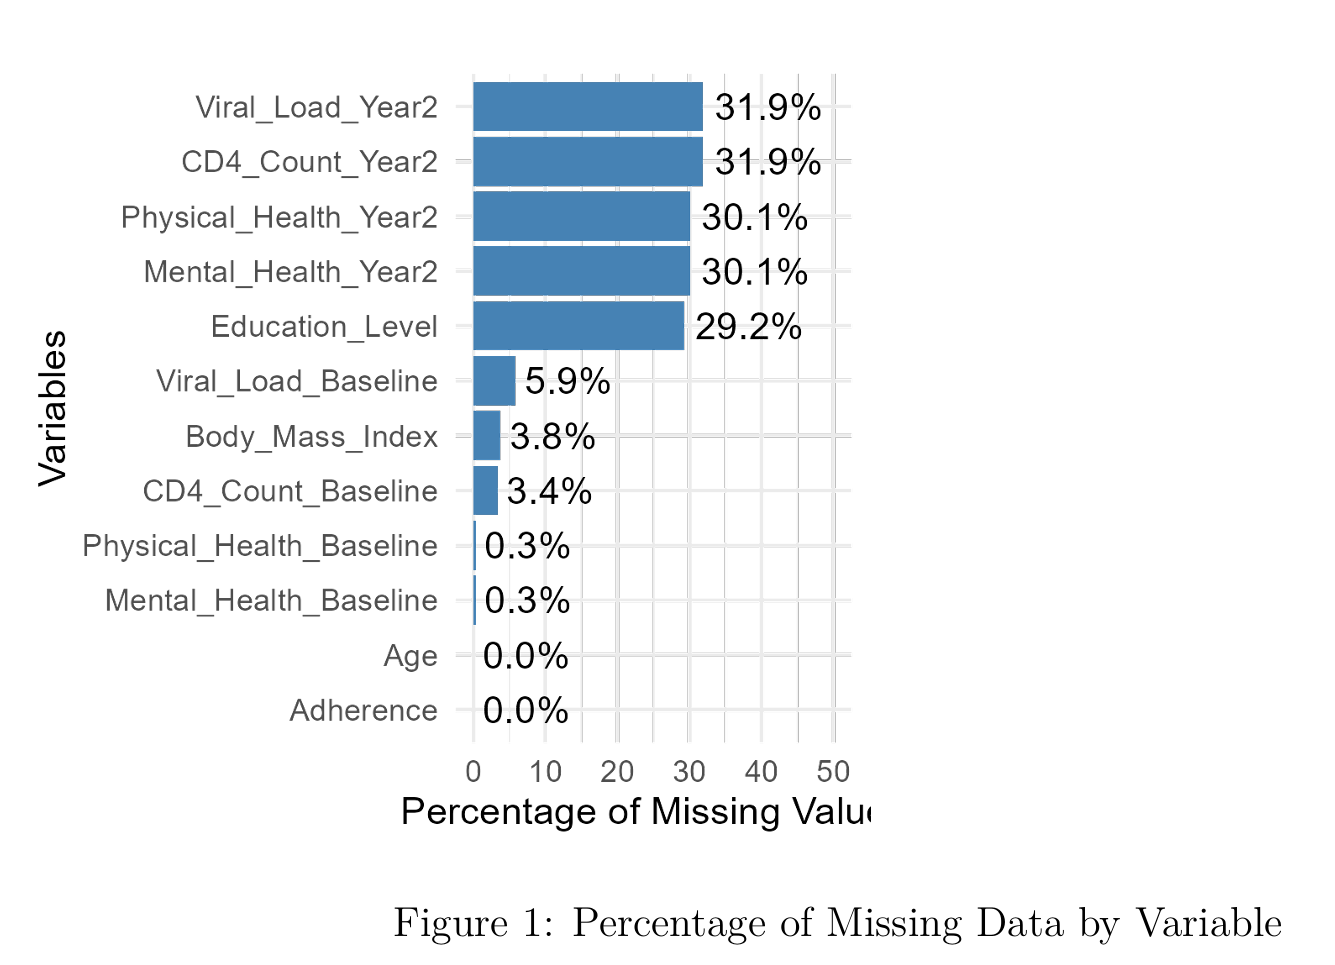 Viral_Load_Year2 31.9%
CD4_Count_Year2 31.9%
Physical_Health_Year2 30.1%
Mental_Health_Year2 30.1%
Education_Level 29.2%
Viral_Load_Baseline 5.9%
Body_Mass_Index 3.8%
CD4_Count_Baseline 3.4%
Physical_Health_Baseline 0.3%
Mental_Health_Baseline 0.3%
Age 0.0%
Adherence 0.0%
Variables
0 10 20 30 40 50
Percentage of Missing Value
Figure 1: Percentage of Missing Data by Variable